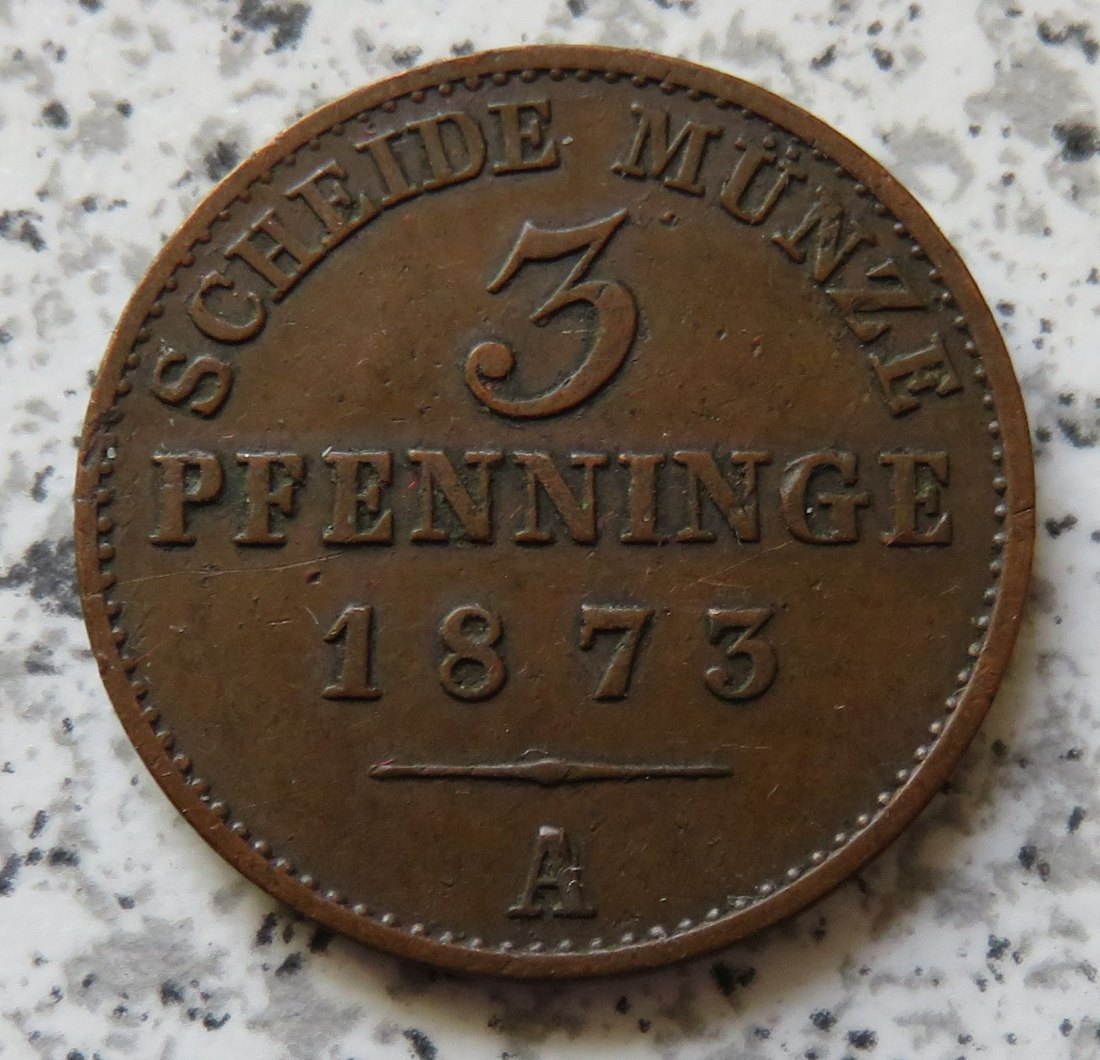 SCHEIDE MÜNZE
3
PFENNINGE
1873
A